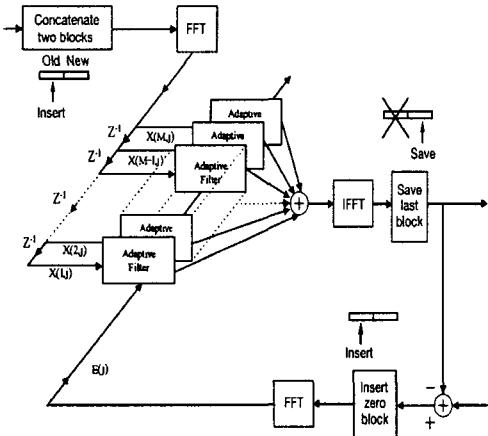 Concatenate
two blocks
FFT
Old New
Insert
Z-1
X(M,j)
Adaptive
Z-1
X(M-1,j)'
Adaptive
Adaptive
Filter'
Z-1
Z-1
X(2,j)
Adaptive
X(1,j)
Adaptive
Filter
+
IFFT
Save
last
block
Save
E(j)
FFT
Insert
zero
block
Insert
−
+
+